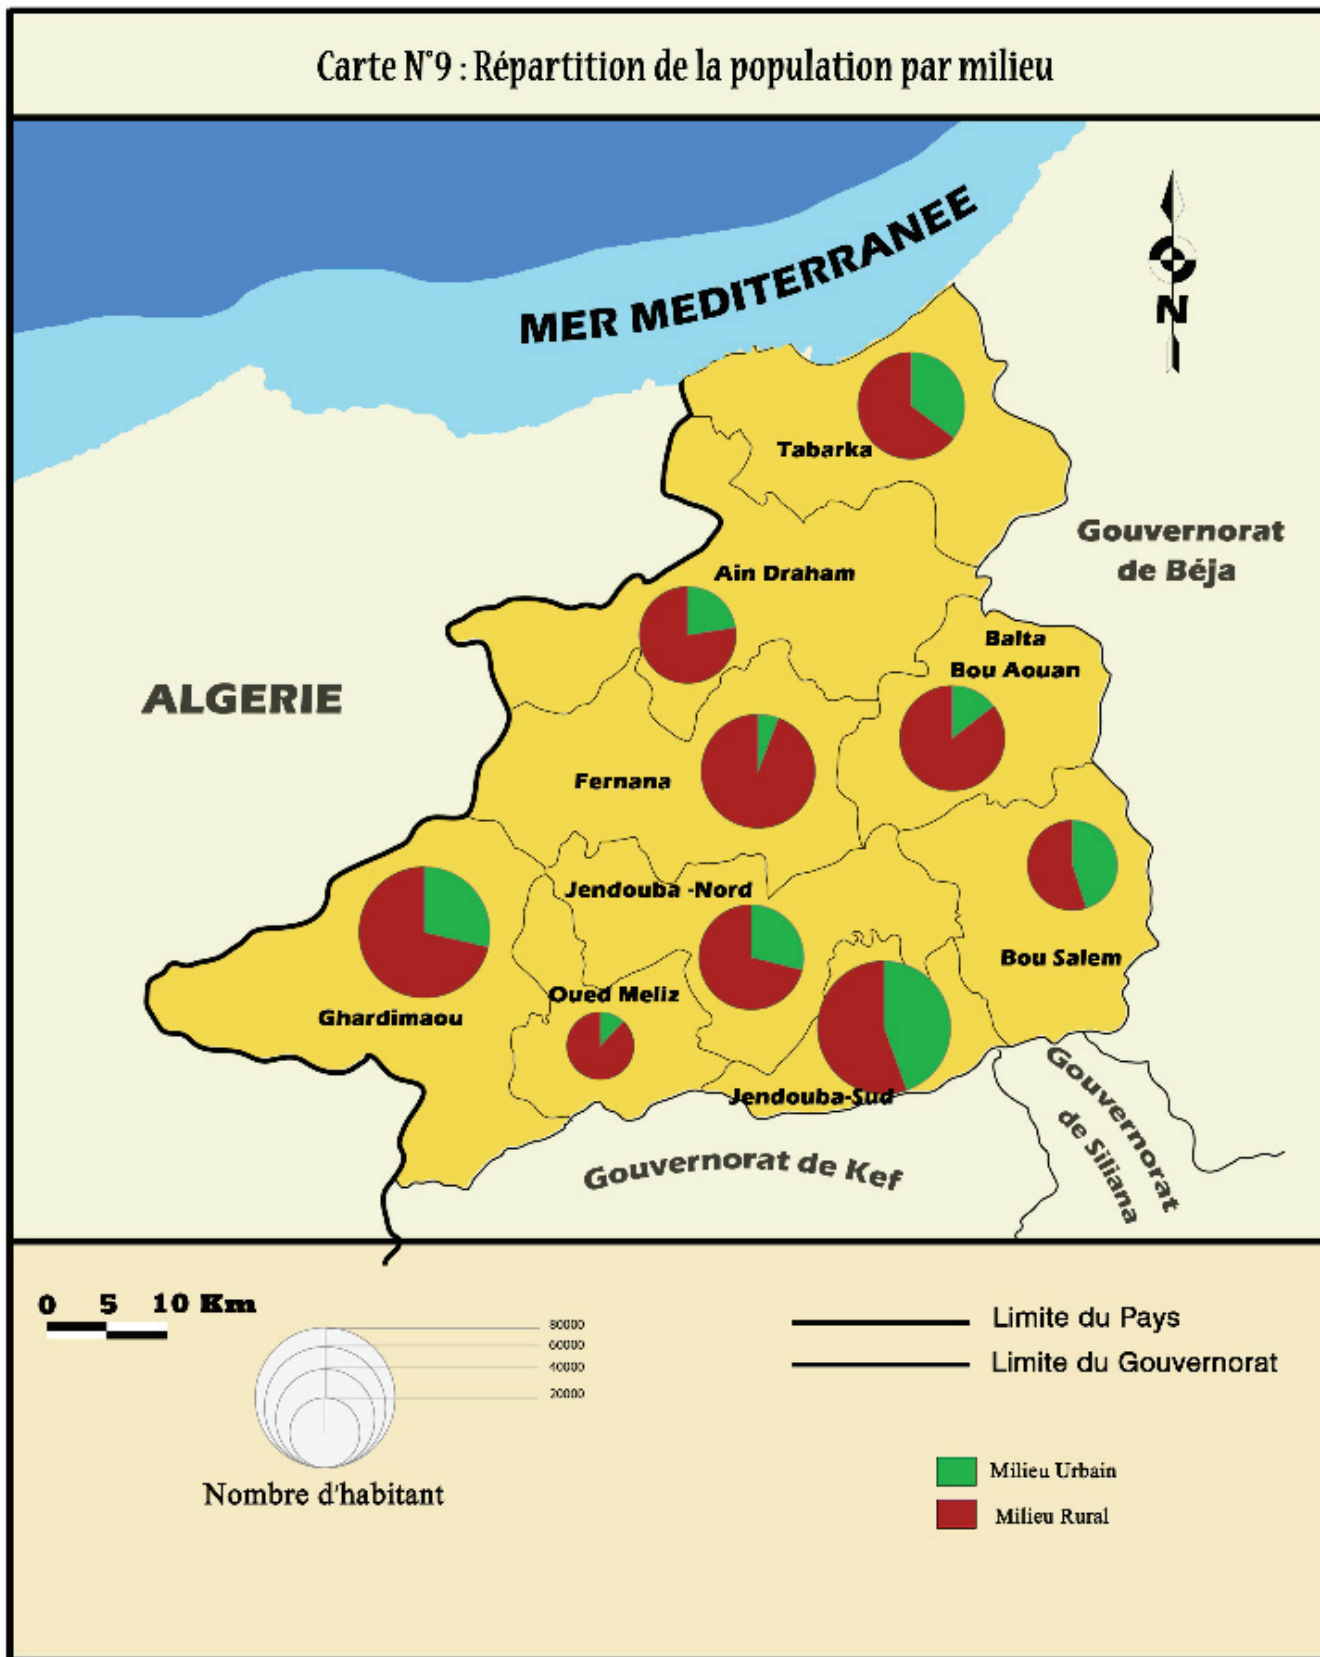 Carte N°9 : Répartition de la population par milieu
MER MEDITERRANEE
N
Tabarka
Gouvernorat
de Béja
Ain Draham
Balta
Bou Aouan
ALGERIE
Fernana
Jendouba -Nord
Bou Salem
Oued Meliz
Ghardimaou
Jendouba-Sud
Gouvernorat de Kef
Gouvernorat
de Siliana
0 5 10 Km
80000
60000
40000
20000
Nombre d'habitant
Limite du Pays
Limite du Gouvernorat
Milieu Urbain
Milieu Rural